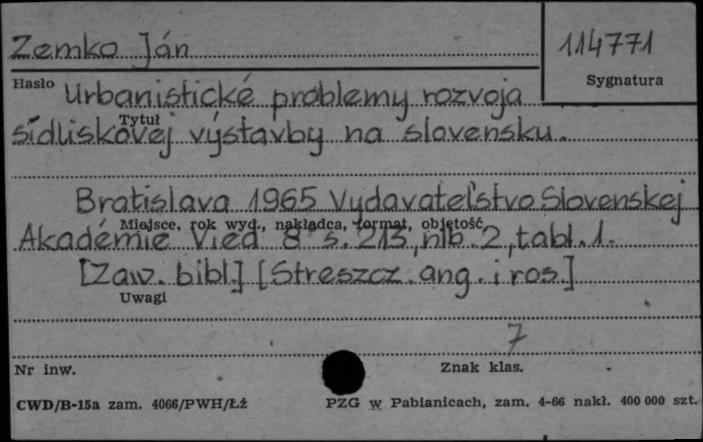 Zemko Ján
114771
Hasło
Sygnatura
Urbanistické problemy rozvoja
Tytuł
sídliskovej výstavby na slovensku.
Bratislava 1965 Vydavateľstvo Slovenskej
Miejsce, rok wyd., nakładca, format, objętość
Akadémie Vied 8° s. 213, nlb. 2, tabl. 1.
[Zaw. bibl.] [Streszcz. ang. i ros.]
Uwagi
7
Nr inw.
Znak klas.
CWD/B-15a zam. 4066/PWH/Łź
PZG w Pabianicach, zam. 4-66 nakł. 400 000 szt.